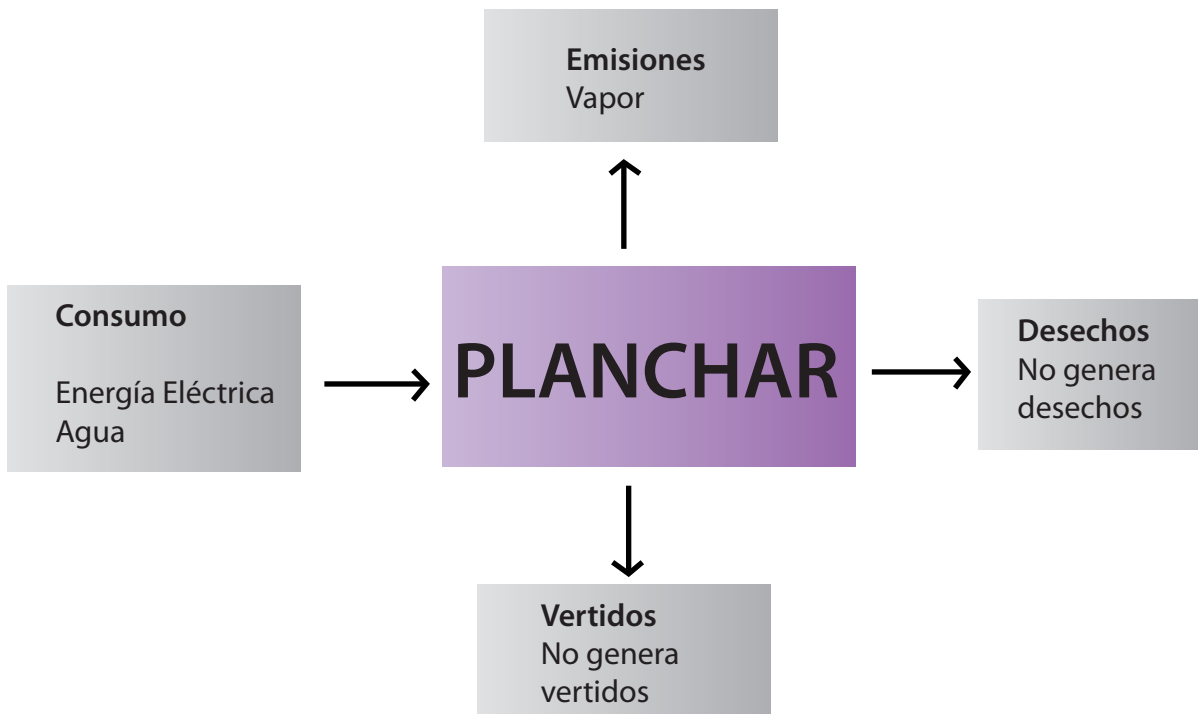 Emisiones
Vapor
Consumo
Energía Eléctrica
Agua
PLANCHAR
Desechos
No genera
desechos
Vertidos
No genera
vertidos